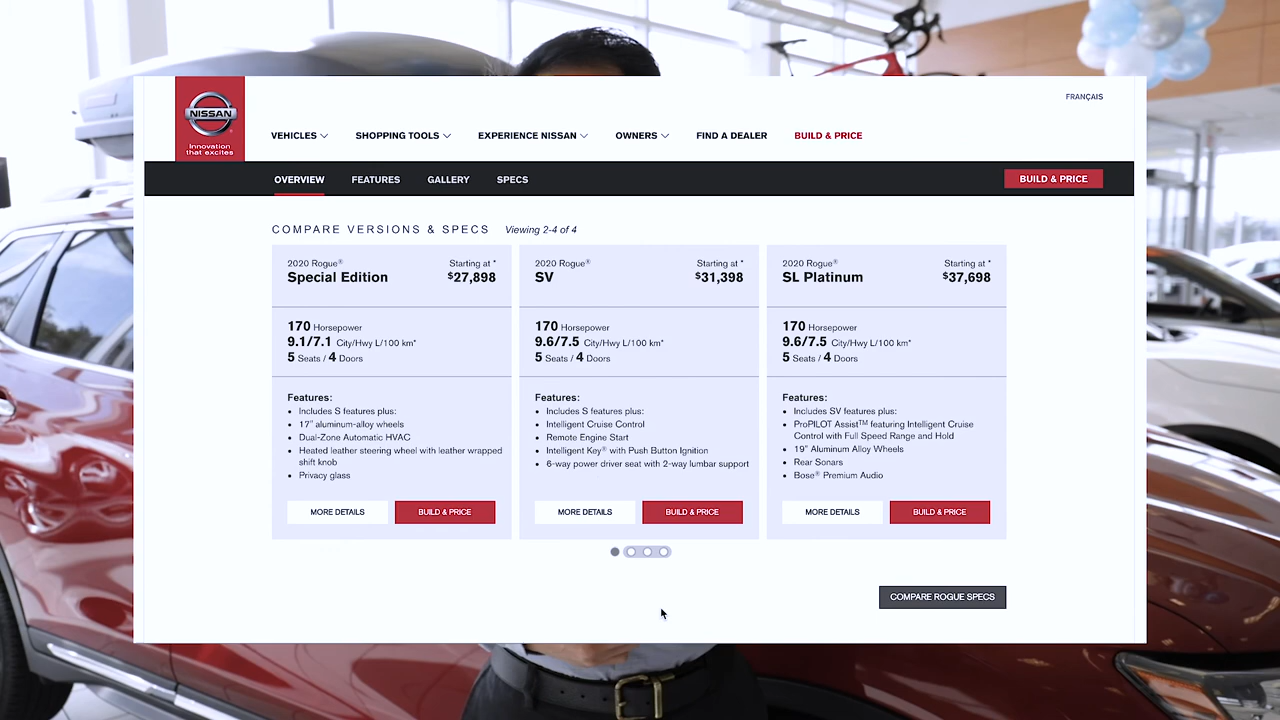 FRANÇAIS
NISSAN
Innovation
that excites
VEHICLES SHOPPING TOOLS EXPERIENCE NISSAN OWNERS FIND A DEALER BUILD & PRICE
OVERVIEW FEATURES GALLERY SPECS BUILD & PRICE
COMPARE VERSIONS & SPECS Viewing 2-4 of 4
2020 Rogue® Starting at *
Special Edition $27,898
170 Horsepower
9.1/7.1 City/Hwy L/100 km*
5 Seats / 4 Doors
Features:
• Includes S features plus:
• 17" aluminum-alloy wheels
• Dual-Zone Automatic HVAC
• Heated leather steering wheel with leather wrapped
shift knob
• Privacy glass
MORE DETAILS BUILD & PRICE
2020 Rogue® Starting at *
SV $31,398
170 Horsepower
9.6/7.5 City/Hwy L/100 km*
5 Seats / 4 Doors
Features:
• Includes S features plus:
• Intelligent Cruise Control
• Remote Engine Start
• Intelligent Key® with Push Button Ignition
• 6-way power driver seat with 2-way lumbar support
MORE DETAILS BUILD & PRICE
2020 Rogue® Starting at *
SL Platinum $37,698
170 Horsepower
9.6/7.5 City/Hwy L/100 km*
5 Seats / 4 Doors
Features:
• Includes SV features plus:
• ProPILOT Assist™ featuring Intelligent Cruise
Control with Full Speed Range and Hold
• 19" Aluminum Alloy Wheels
• Rear Sonars
• Bose® Premium Audio
MORE DETAILS BUILD & PRICE
COMPARE ROGUE SPECS